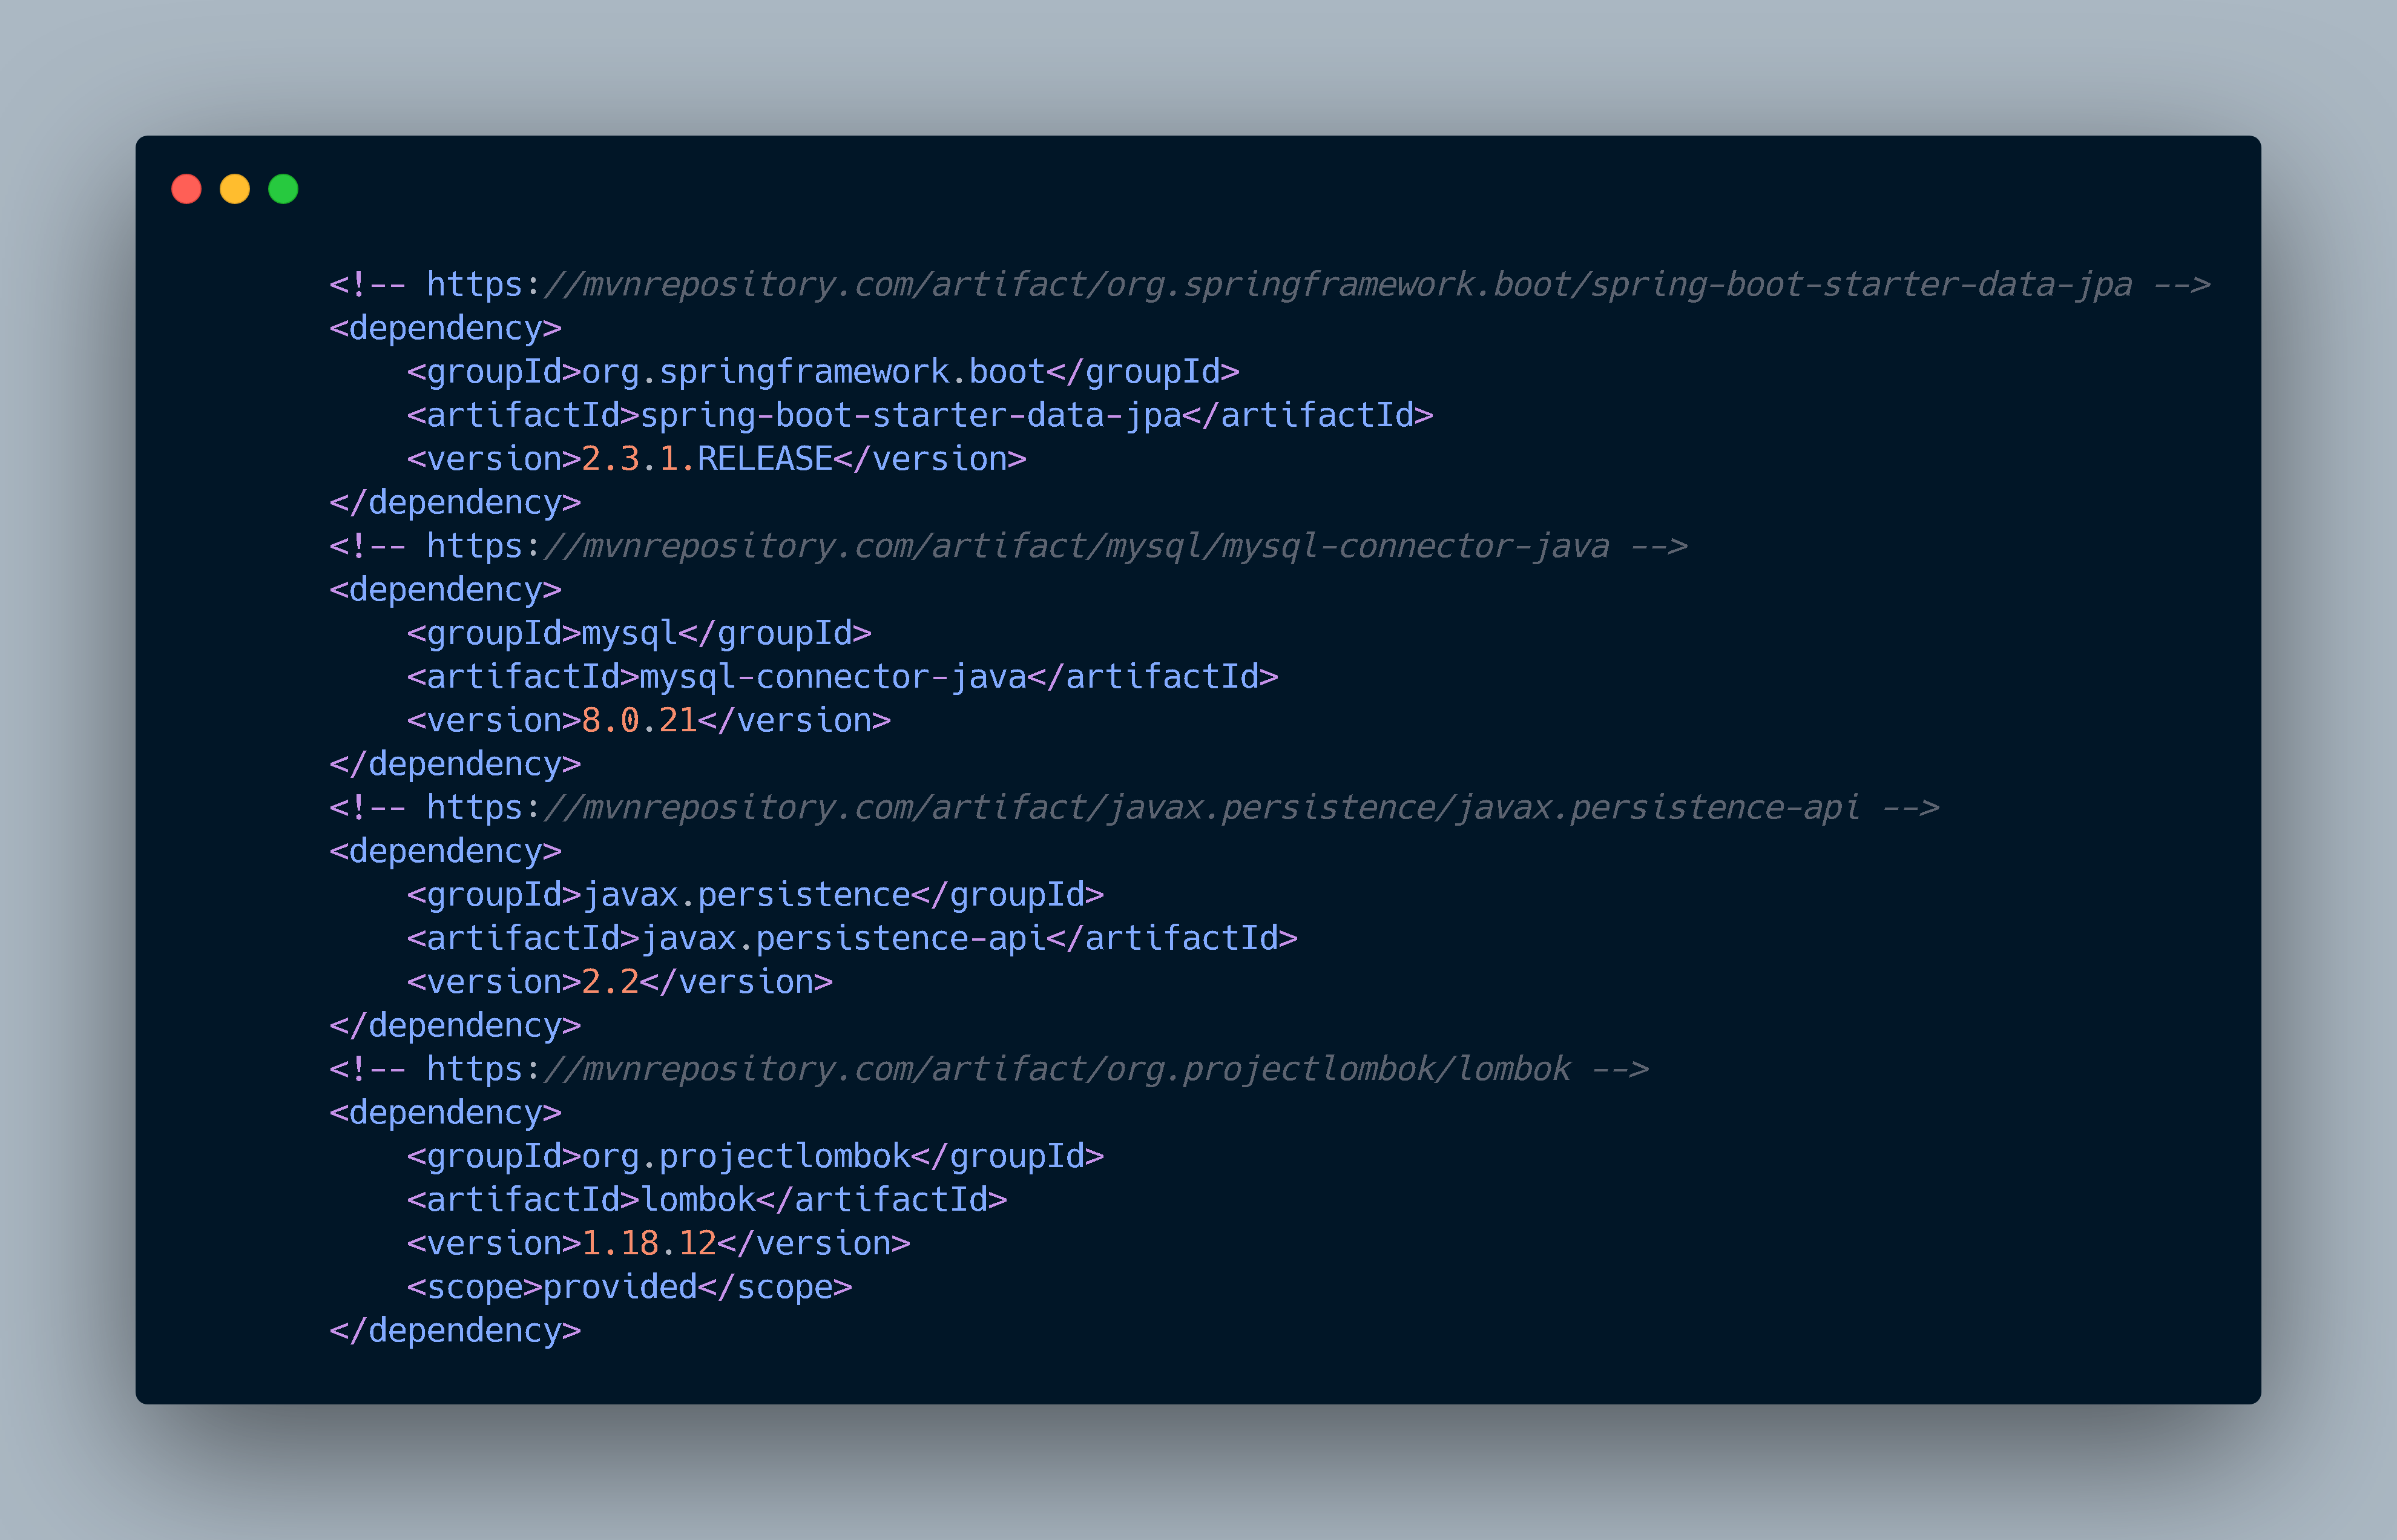 <!-- https://mvnrepository.com/artifact/org.springframework.boot/spring-boot-starter-data-jpa -->
<dependency>
    <groupId>org.springframework.boot</groupId>
    <artifactId>spring-boot-starter-data-jpa</artifactId>
    <version>2.3.1.RELEASE</version>
</dependency>
<!-- https://mvnrepository.com/artifact/mysql/mysql-connector-java -->
<dependency>
    <groupId>mysql</groupId>
    <artifactId>mysql-connector-java</artifactId>
    <version>8.0.21</version>
</dependency>
<!-- https://mvnrepository.com/artifact/javax.persistence/javax.persistence-api -->
<dependency>
    <groupId>javax.persistence</groupId>
    <artifactId>javax.persistence-api</artifactId>
    <version>2.2</version>
</dependency>
<!-- https://mvnrepository.com/artifact/org.projectlombok/lombok -->
<dependency>
    <groupId>org.projectlombok</groupId>
    <artifactId>lombok</artifactId>
    <version>1.18.12</version>
    <scope>provided</scope>
</dependency>